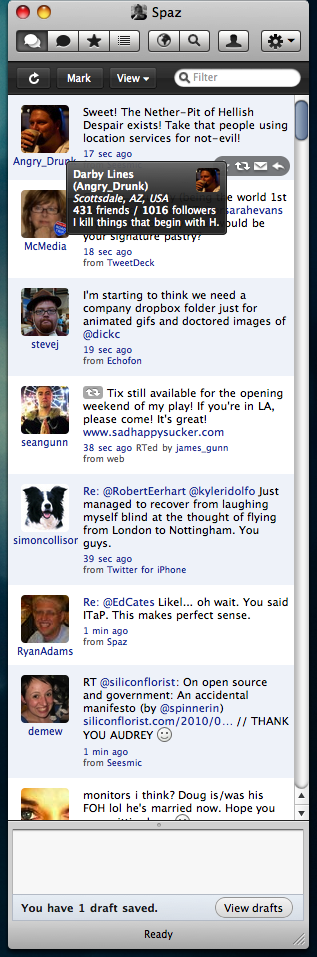 Spaz
Mark
View
Filter
Sweet! The Nether-Pit of Hellish
Despair exists! Take that people using
location services for not-evil!
Angry_Drunk
17 sec ago
Darby Lines
(Angry_Drunk)
Scottsdale, AZ, USA
431 friends / 1016 followers
I kill things that begin with H.
the world 1st
sarahevans
ould be
your signature pastry?
McMedia
18 sec ago
from TweetDeck
I'm starting to think we need a
company dropbox folder just for
animated gifs and doctored images of
@dickc
stevej
19 sec ago
from Echofon
Tix still available for the opening
weekend of my play! If you're in LA,
please come! It's great!
www.sadhappysucker.com
seangunn
38 sec ago RTed by james_gunn
from web
Re: @RobertEerhart @kyleridolfo Just
managed to recover from laughing
myself blind at the thought of flying
from London to Nottingham. You
guys.
simoncollisor
39 sec ago
from Twitter for iPhone
Re: @EdCates Likel... oh wait. You said
ITaP. This makes perfect sense.
1 min ago
RyanAdams
from Spaz
RT @siliconflorist: On open source
and government: An accidental
manifesto (by @spinnerin)
siliconflorist.com/2010/0... // THANK
YOU AUDREY
demew
1 min ago
from Seesmic
monitors i think? Doug is/was his
FOH lol he's married now. Hope you
You have 1 draft saved.
View drafts
Ready